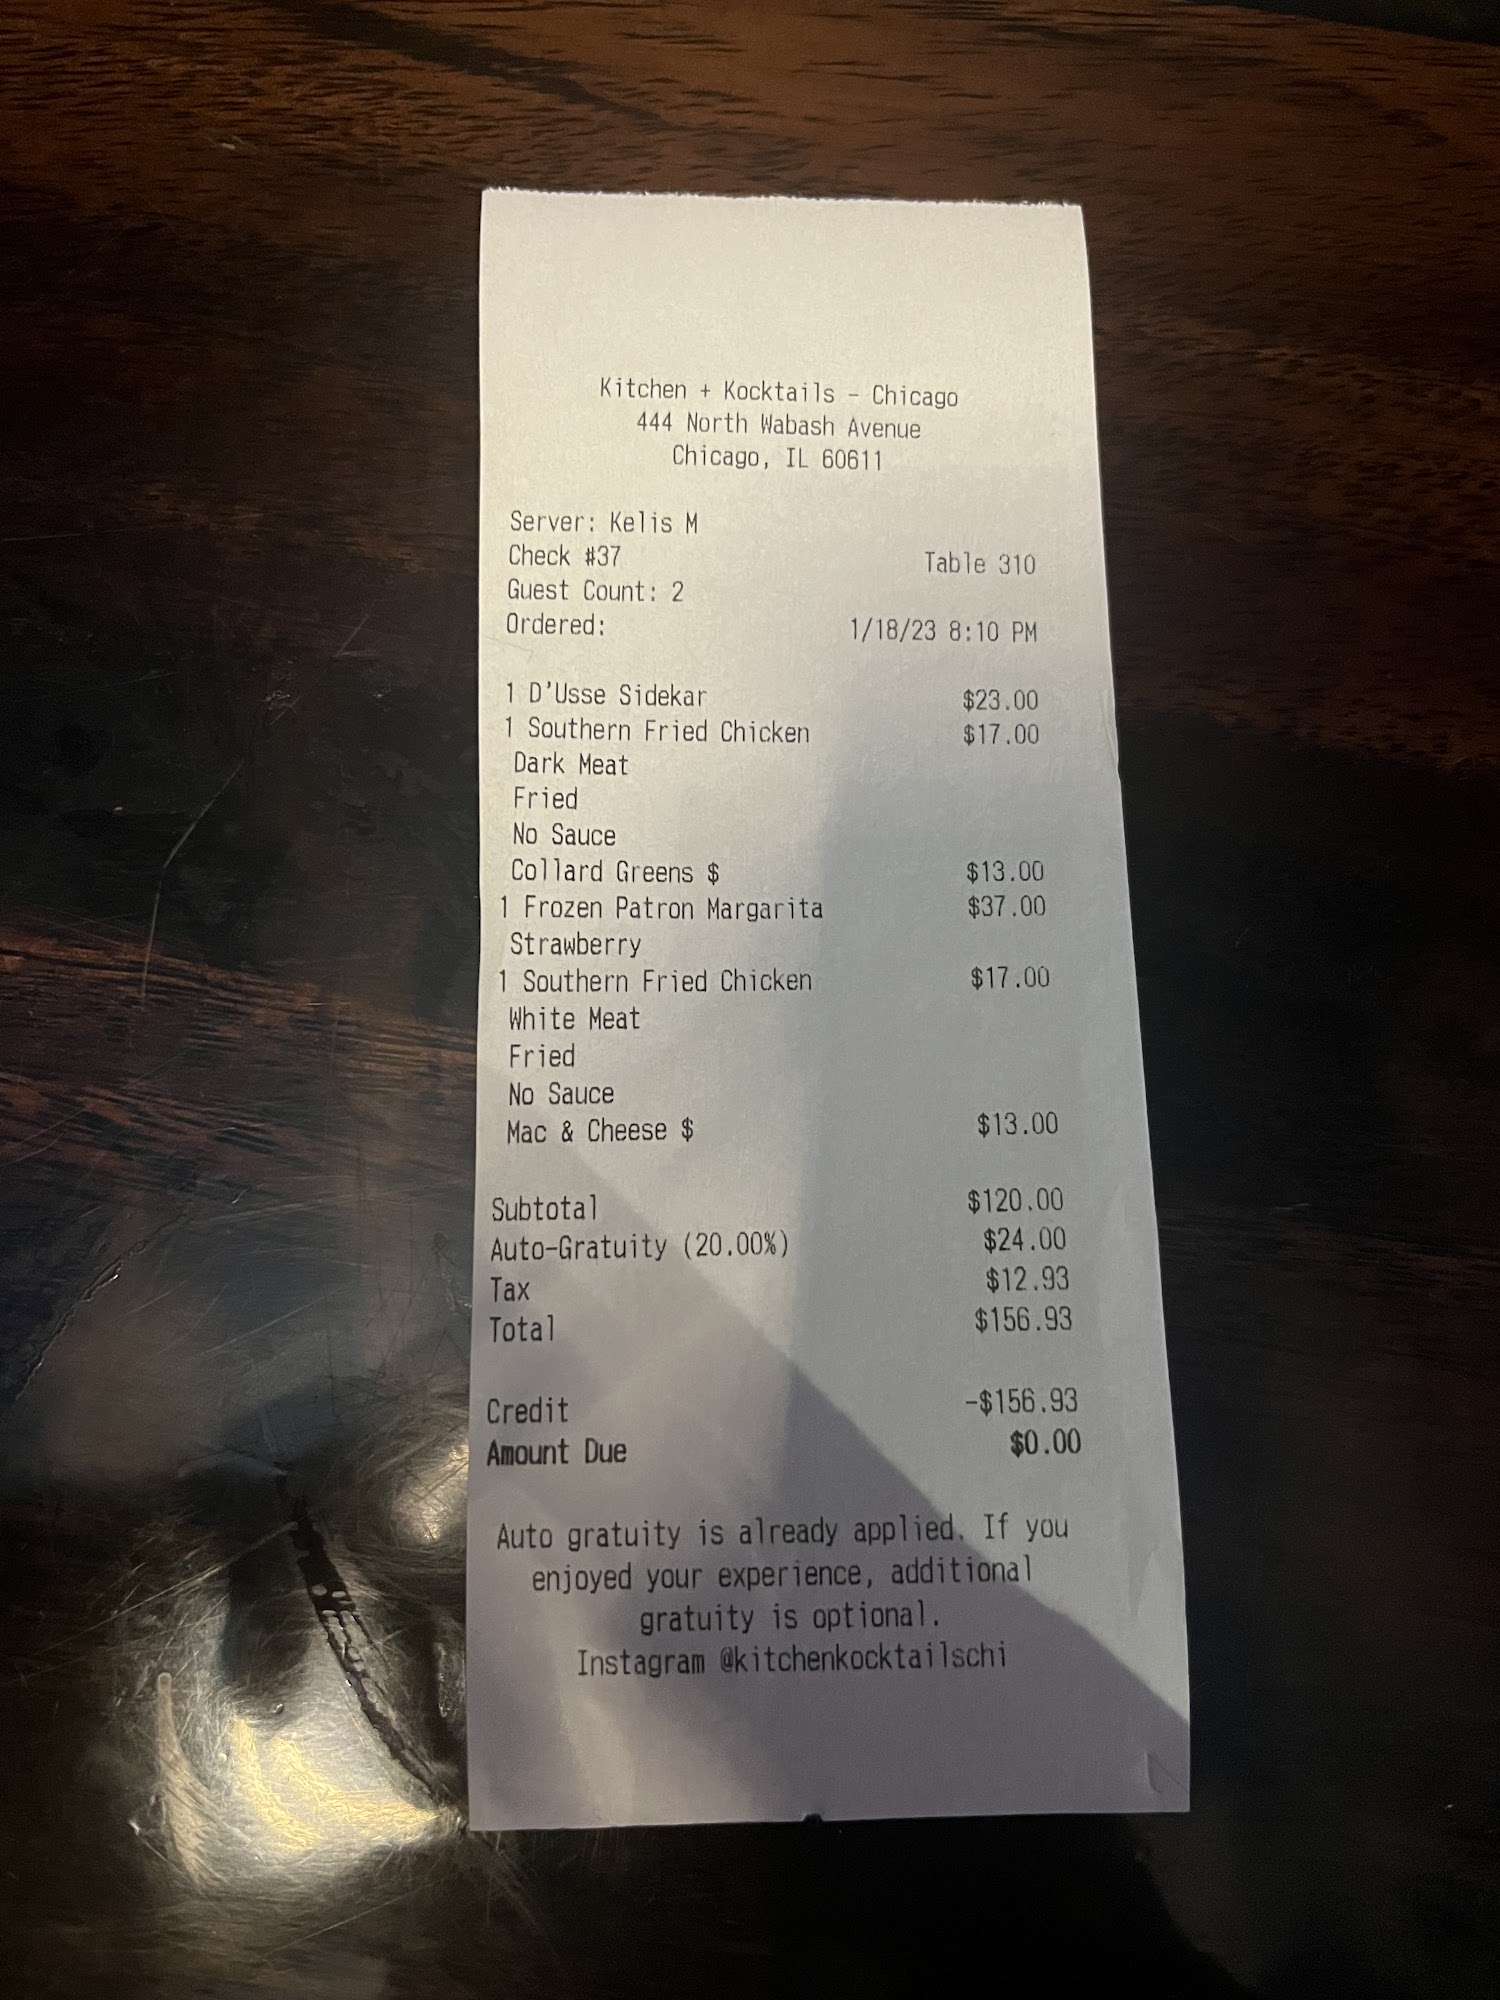 Kitchen + Kocktails - Chicago
444 North Wabash Avenue
Chicago, IL 60611
Server: Kelis M
Check #37 Table 310
Guest Count: 2
Ordered: 1/18/23 8:10 PM
1 D'Usse Sidekar $23.00
1 Southern Fried Chicken $17.00
Dark Meat
Fried
No Sauce
Collard Greens $ $13.00
1 Frozen Patron Margarita $37.00
Strawberry
1 Southern Fried Chicken $17.00
White Meat
Fried
No Sauce
Mac & Cheese $ $13.00
Subtotal $120.00
Auto-Gratuity (20.00%) $24.00
Tax $12.93
Total $156.93
Credit -$156.93
Amount Due $0.00
Auto gratuity is already applied. If you
enjoyed your experience, additional
gratuity is optional.
Instagram @kitchenkocktailschi